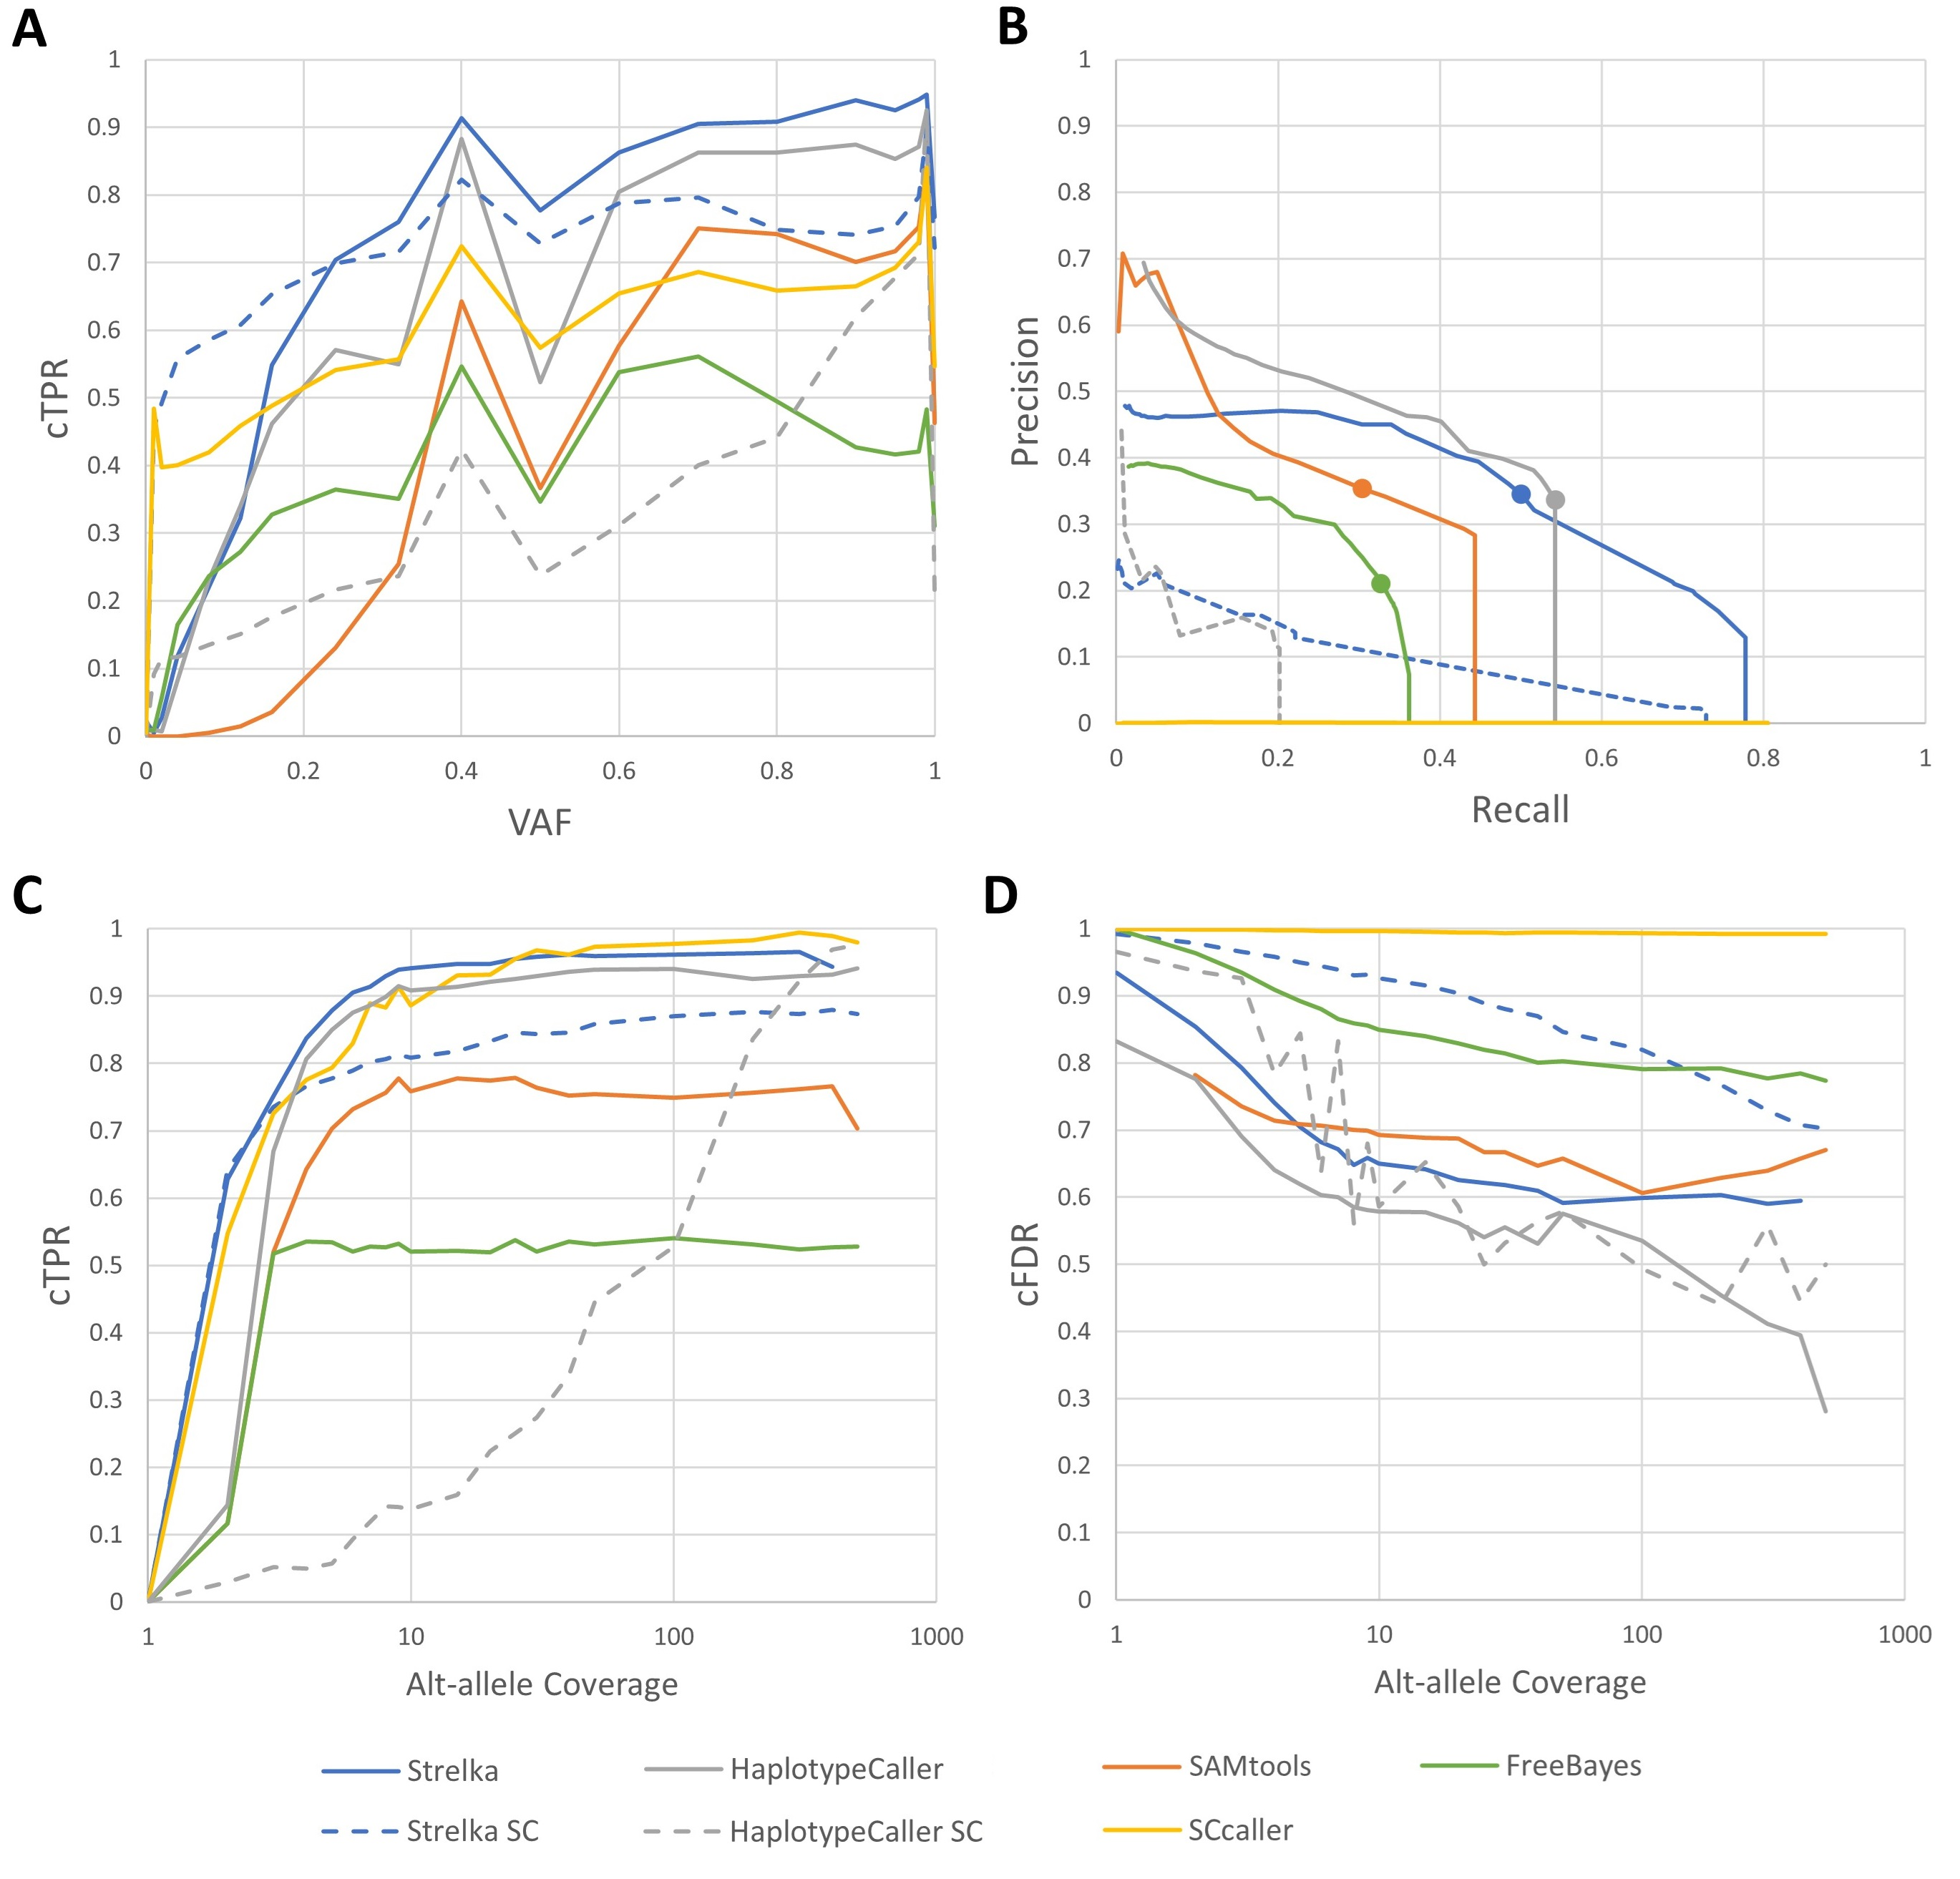 A
1
0.9
0.8
0.7
0.6
0.5
0.4
0.3
0.2
0.1
0
cTPR
0 0.2 0.4 0.6 0.8 1
VAF
B
1
0.9
0.8
0.7
0.6
0.5
0.4
0.3
0.2
0.1
0
Precision
0 0.2 0.4 0.6 0.8 1
Recall
C
1
0.9
0.8
0.7
0.6
0.5
0.4
0.3
0.2
0.1
0
cTPR
1 10 100 1000
Alt-allele Coverage
D
1
0.9
0.8
0.7
0.6
0.5
0.4
0.3
0.2
0.1
0
cFDR
1 10 100 1000
Alt-allele Coverage
Strelka HaplotypeCaller SAMtools FreeBayes
Strelka SC HaplotypeCaller SC SCcaller